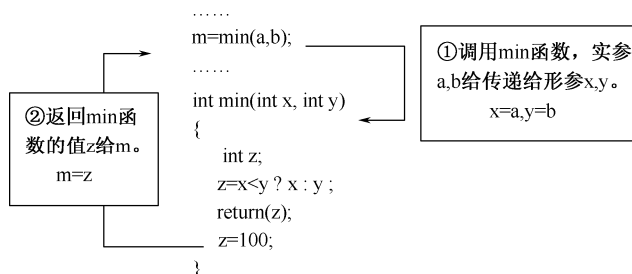 ……
m=min(a,b);
……
int min(int x, int y)
{
int z;
z=x<y ? x : y ;
return(z);
z=100;
}
①调用min函数，实参
a,b给传递给形参x,y。
x=a,y=b
②返回min函
数的值z给m。
m=z